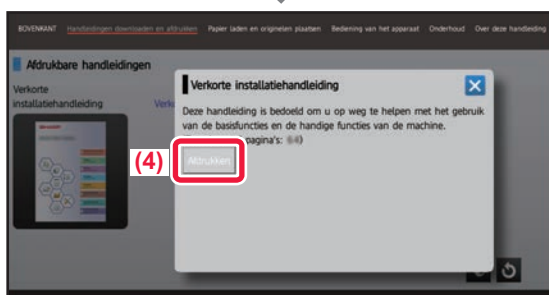 BOVENKANT Handleidingen downloaden en afdrukken Papier laden en originelen plaatsen Bediening van het apparaat Onderhoud Over deze handleiding
Afdrukbare handleidingen
Verkorte
installatiehandleiding
Verk
Verkorte installatiehandleiding
Deze handleiding is bedoeld om u op weg te helpen met het gebruik
van de basisfuncties en de handige functies van de machine.
pagina's:
(4)
Afdrukken